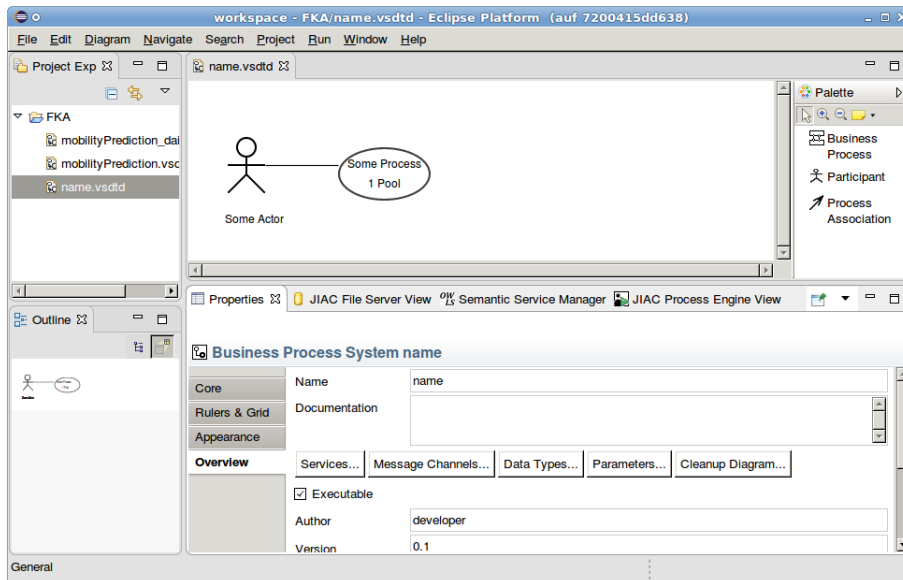 workspace - FKA/name.vsdtd - Eclipse Platform (auf 7200415dd638)
File Edit Diagram Navigate Search Project Run Window Help
Project Exp
name.vsdtd
FKA
mobilityPrediction_dai
mobilityPrediction.vsd
name.vsdtd
Some Process
1 Pool
Some Actor
Palette
Business
Process
Participant
Process
Association
Outline
Properties JIAC File Server View OWLS Semantic Service Manager JIAC Process Engine View
Business Process System name
Core
Rulers & Grid
Appearance
Overview
Name name
Documentation
Services... Message Channels... Data Types... Parameters... Cleanup Diagram...
Executable
Author developer
Version 0.1
General